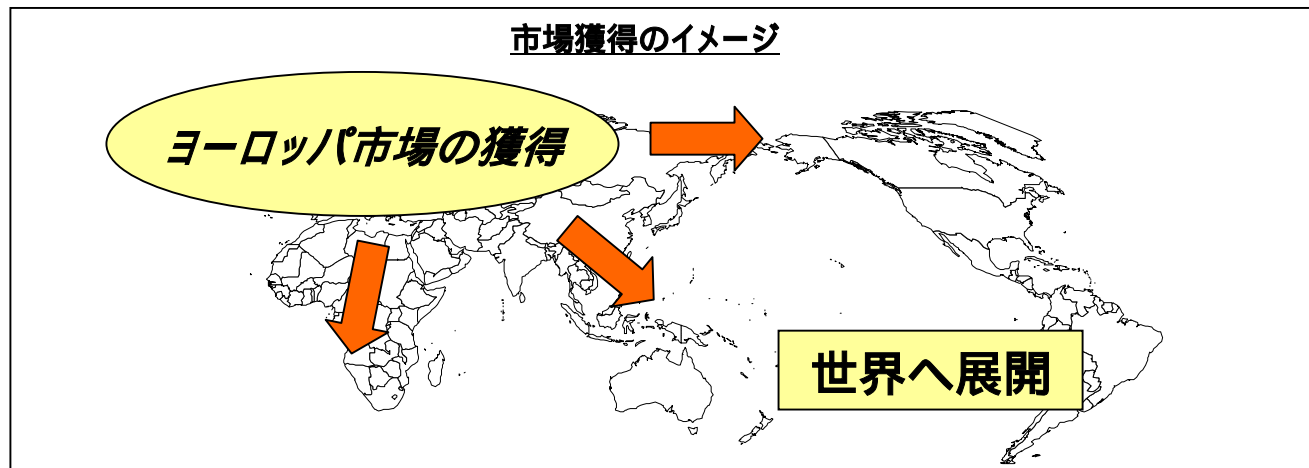 市場獲得のイメージ
ヨーロッパ市場の獲得
世界へ展開